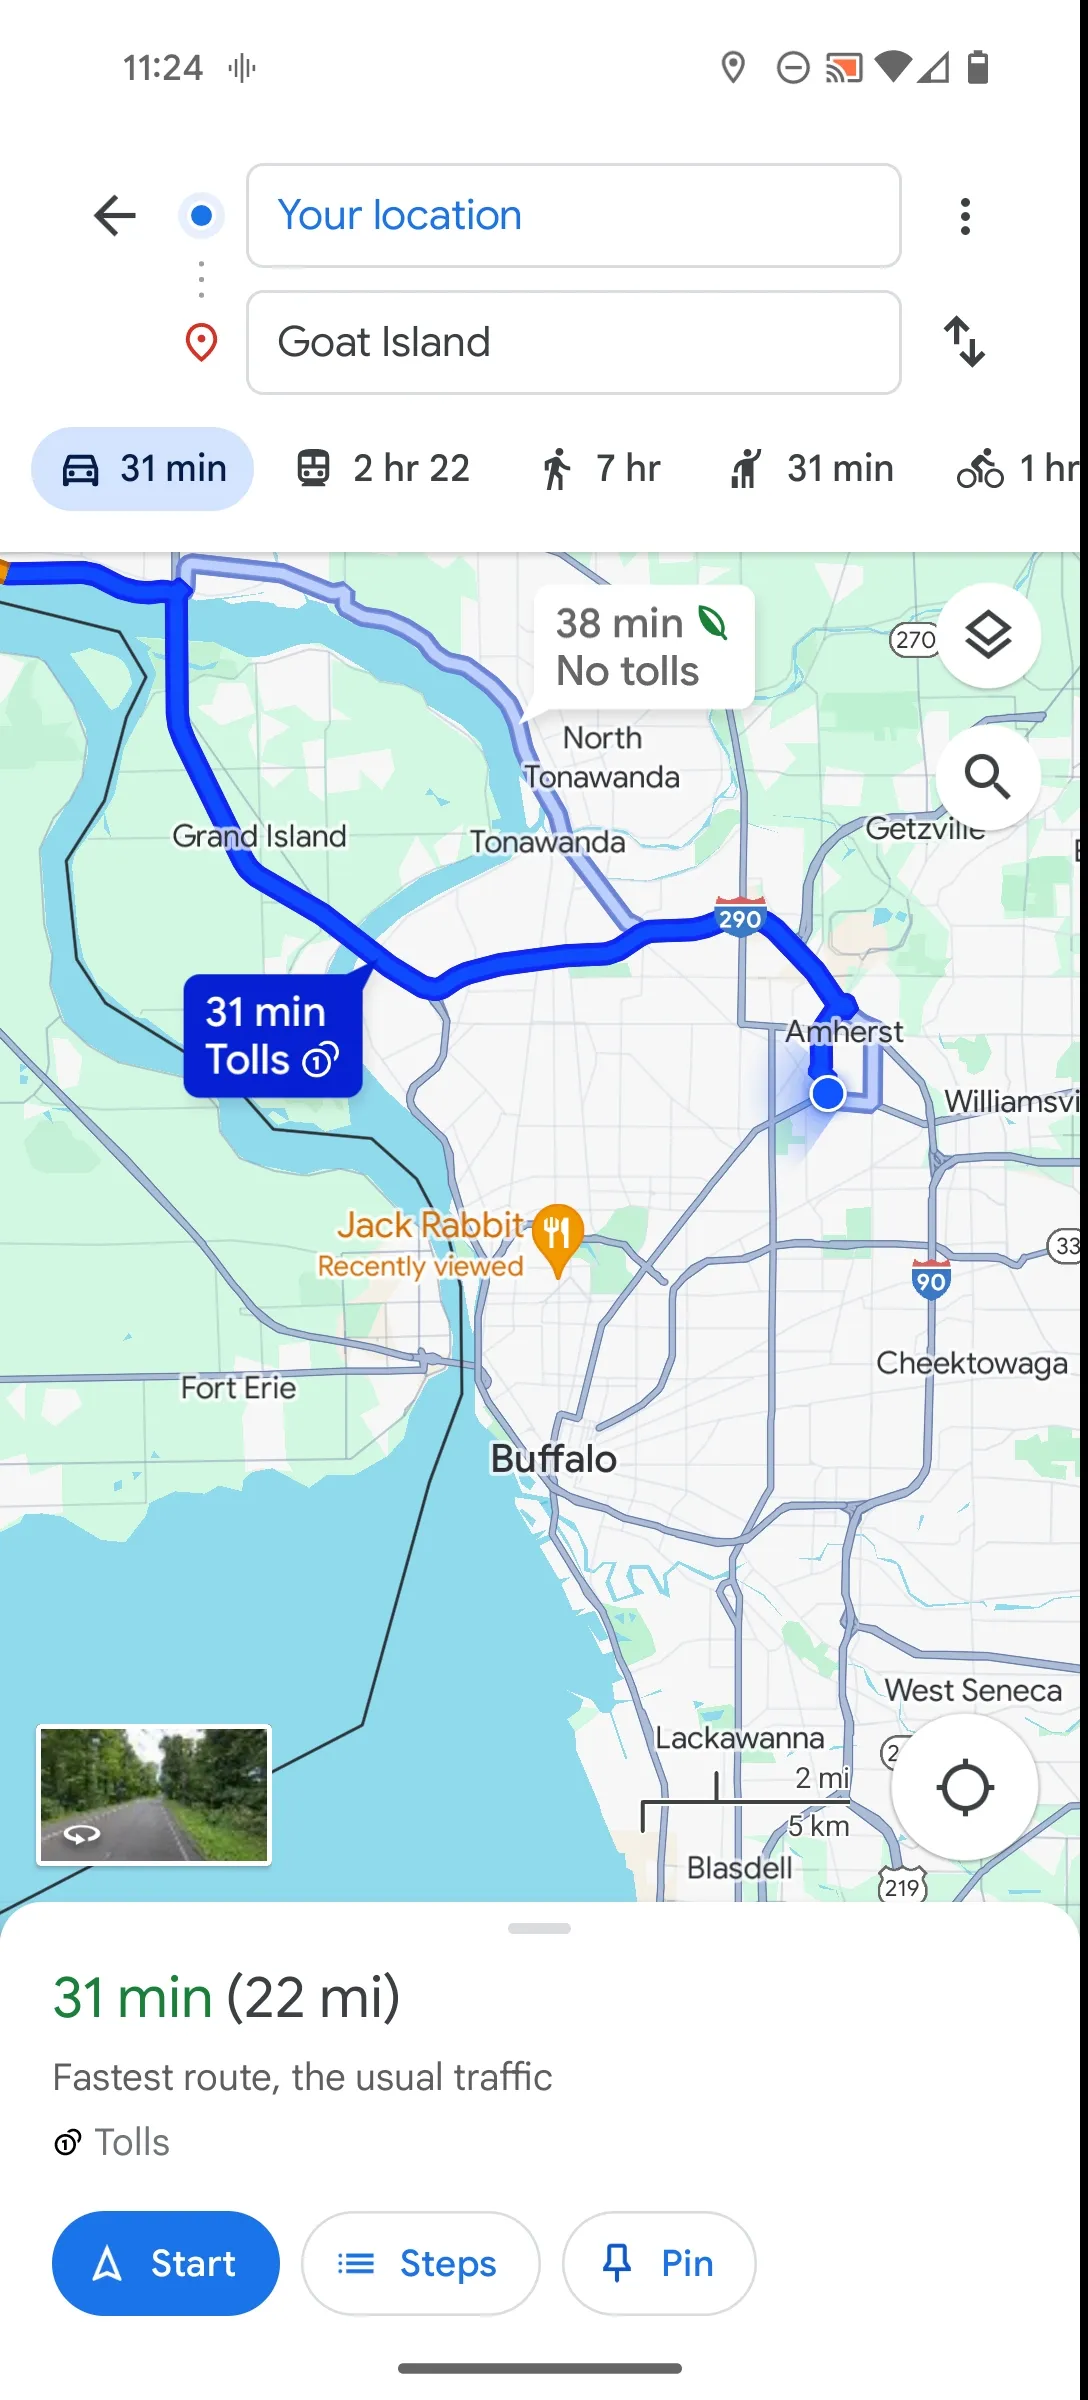 11:24
Your location
Goat Island
31 min
2 hr 22
7 hr
31 min
1 hr
38 min
No tolls
270
North
Tonawanda
Getzville
Grand Island
Tonawanda
290
31 min
Tolls
Amherst
Williamsvi
Jack Rabbit
Recently viewed
33
90
Cheektowaga
Fort Erie
Buffalo
West Seneca
Lackawanna
2
2 mi
5 km
Blasdell
219
31 min (22 mi)
Fastest route, the usual traffic
Tolls
Start
Steps
Pin